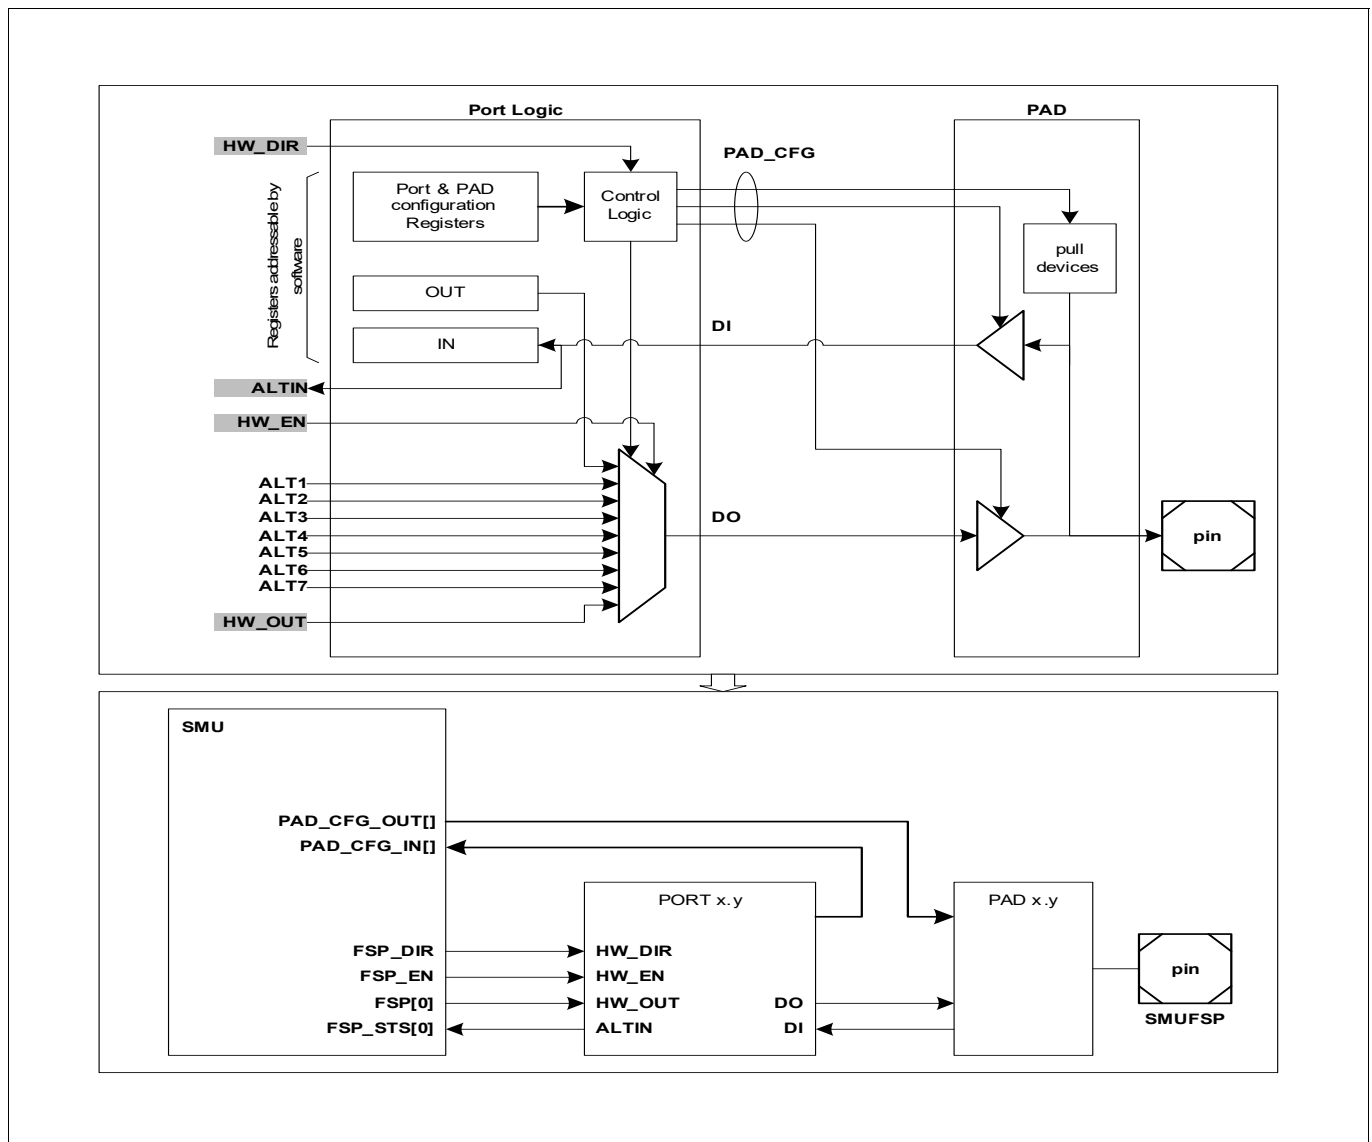 Port Logic
PAD
HW_DIR
PAD_CFG
Registers addressable by
software
Port & PAD
configuration
Registers
Control
Logic
pull
devices
OUT
DI
IN
ALTIN
HW_EN
ALT1
ALT2
ALT3
ALT4
ALT5
ALT6
ALT7
DO
pin
HW_OUT
SMU
PAD_CFG_OUT[]
PAD_CFG_IN[]
PORT x.y
PAD x.y
FSP_DIR
HW_DIR
FSP_EN
HW_EN
FSP[0]
HW_OUT
DO
FSP_STS[0]
ALTIN
DI
pin
SMUFSP